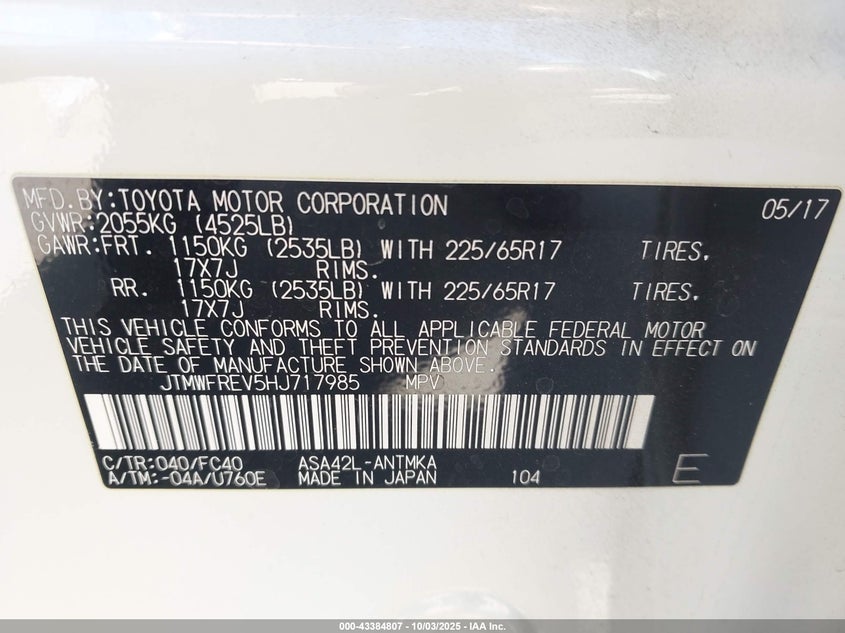 MFD.BY:TOYOTA MOTOR CORPORATION 05/17
GVWR:2055KG (4525LB)
GAWR:FRT. 1150KG (2535LB) WITH 225/65R17 TIRES,
17X7J RIMS.
RR. 1150KG (2535LB) WITH 225/65R17 TIRES,
17X7J RIMS.
THIS VEHICLE CONFORMS TO ALL APPLICABLE FEDERAL MOTOR
VEHICLE SAFETY AND THEFT PREVENTION STANDARDS IN EFFECT ON
THE DATE OF MANUFACTURE SHOWN ABOVE.
JTMWFREV5HJ717985 MPV
C/TR:040/FC40 ASA42L-ANTMKA
A/TM:-04A/U760E MADE IN JAPAN 104 E
000-43384807 - 10/03/2025 - IAA Inc.